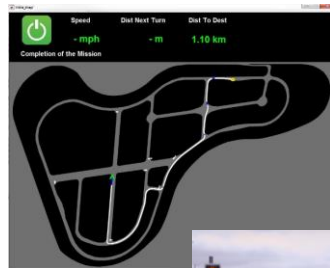 Speed Dist Next Turn Dist To Dest
- mph - m 1.10 km
Completion of the Mission